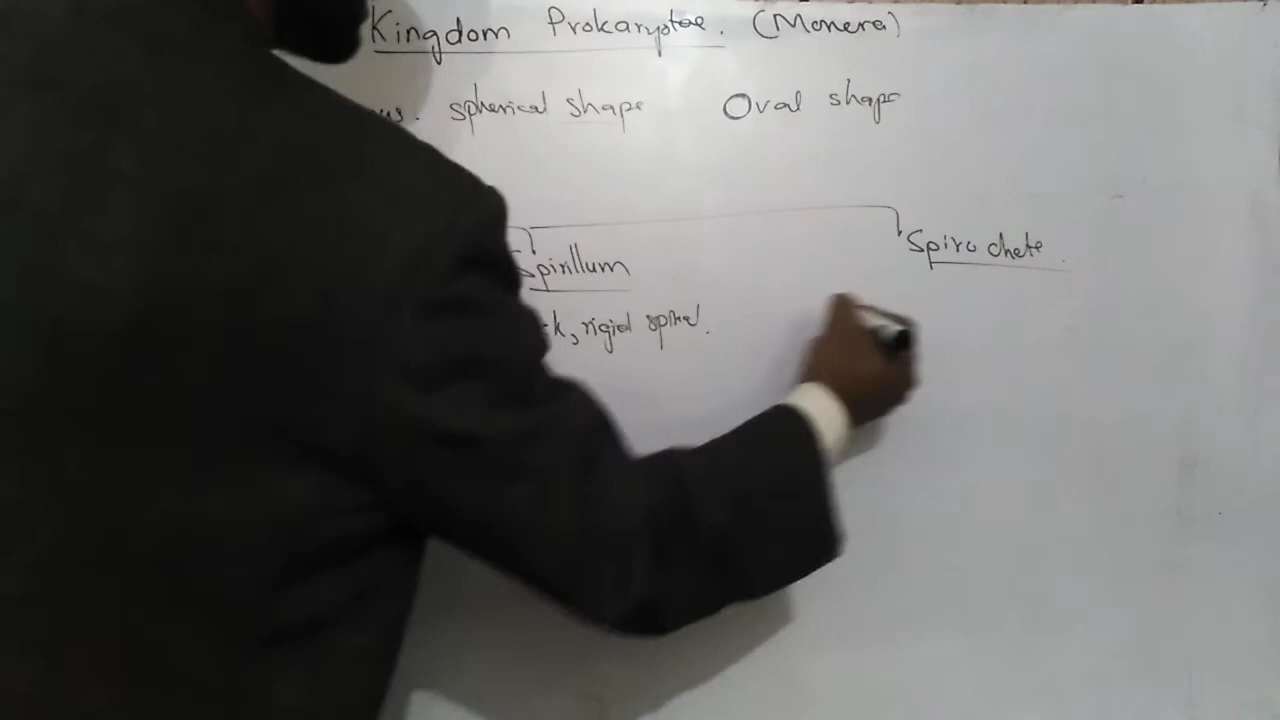 Kingdom Prokaryotae. (Monera)
spherical shape Oval shape
Spirochete.
Spirillum
k, rigid spiral.